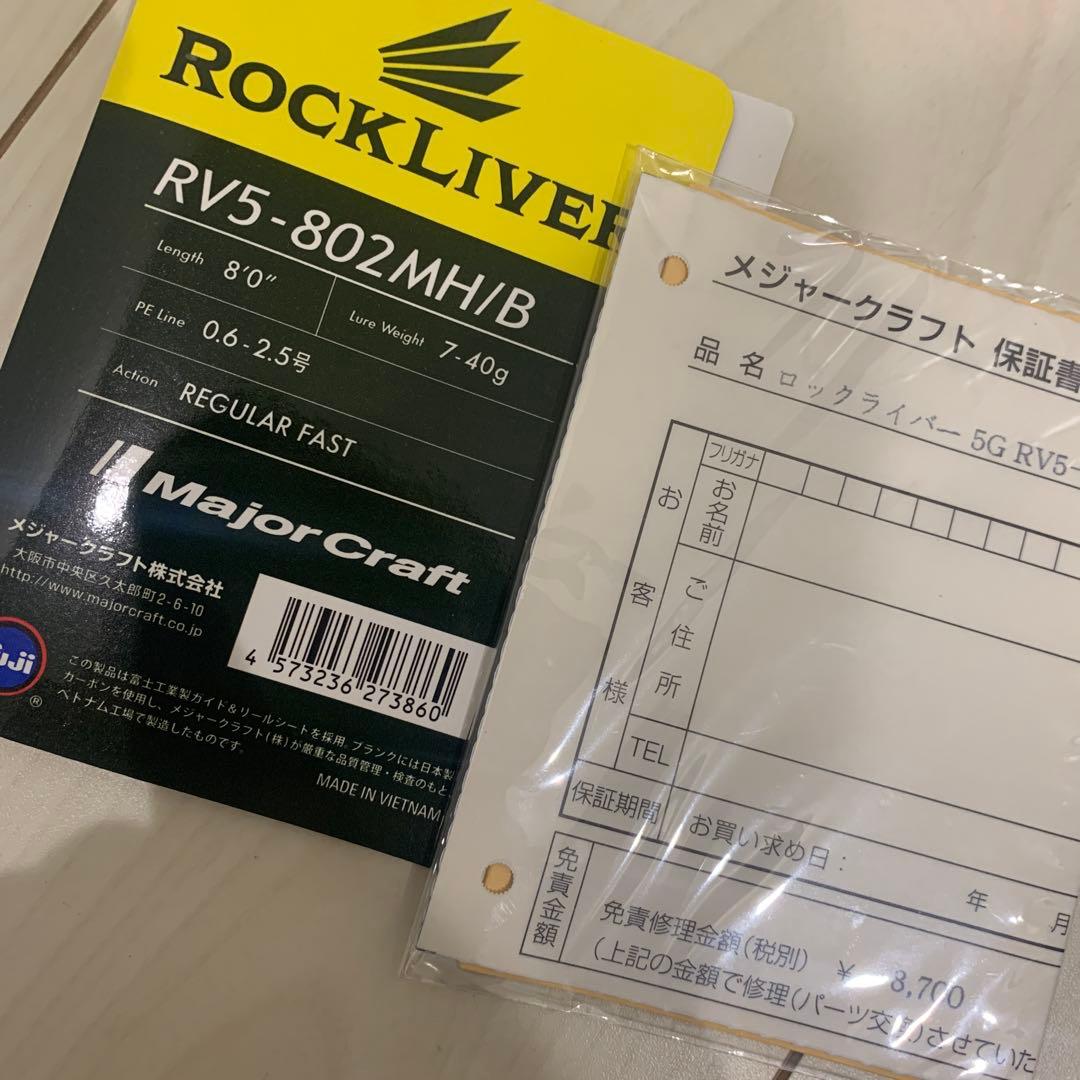 ROCKLIVER
RV5-802MH/B
Length 8'0"
Lure Weight 7-40g
PE Line 0.6-2.5号
Action REGULAR FAST
MajorCraft
メジャークラフト株式会社
大阪市中央区久太郎町2-6-10
http://www.majorcraft.co.jp
4 573236 273860
Fuji
®
この製品は富士工業製ガイド&リールシートを採用。ブランクには日本製
カーボンを使用し、メジャークラフト(株)が厳重な品質管理・検査のもと
ベトナム工場で製造したものです。
MADE IN VIETNAM
メジャークラフト 保証書
品名 ロックライバー 5G RV5-
お客様
フリガナ
お名前
ご住所
TEL
保証期間
お買い求め日: 年 月
免責金額
免責修理金額(税別) ¥ 8,700
(上記の金額で修理(パーツ交換)させていた